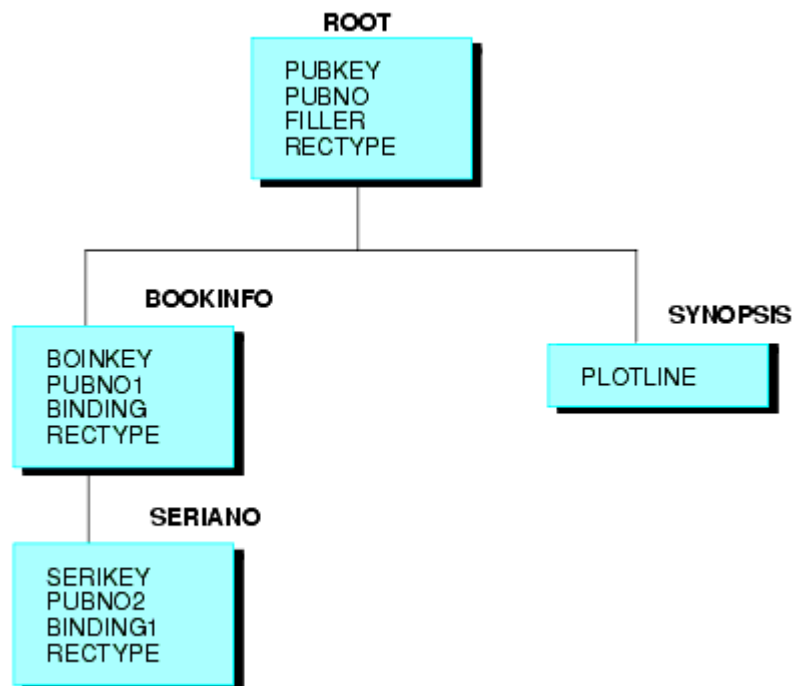 ROOT
PUBKEY
PUBNO
FILLER
RECTYPE
BOOKINFO
BOINKEY
PUBNO1
BINDING
RECTYPE
SYNOPSIS
PLOTLINE
SERIANO
SERIKEY
PUBNO2
BINDING1
RECTYPE